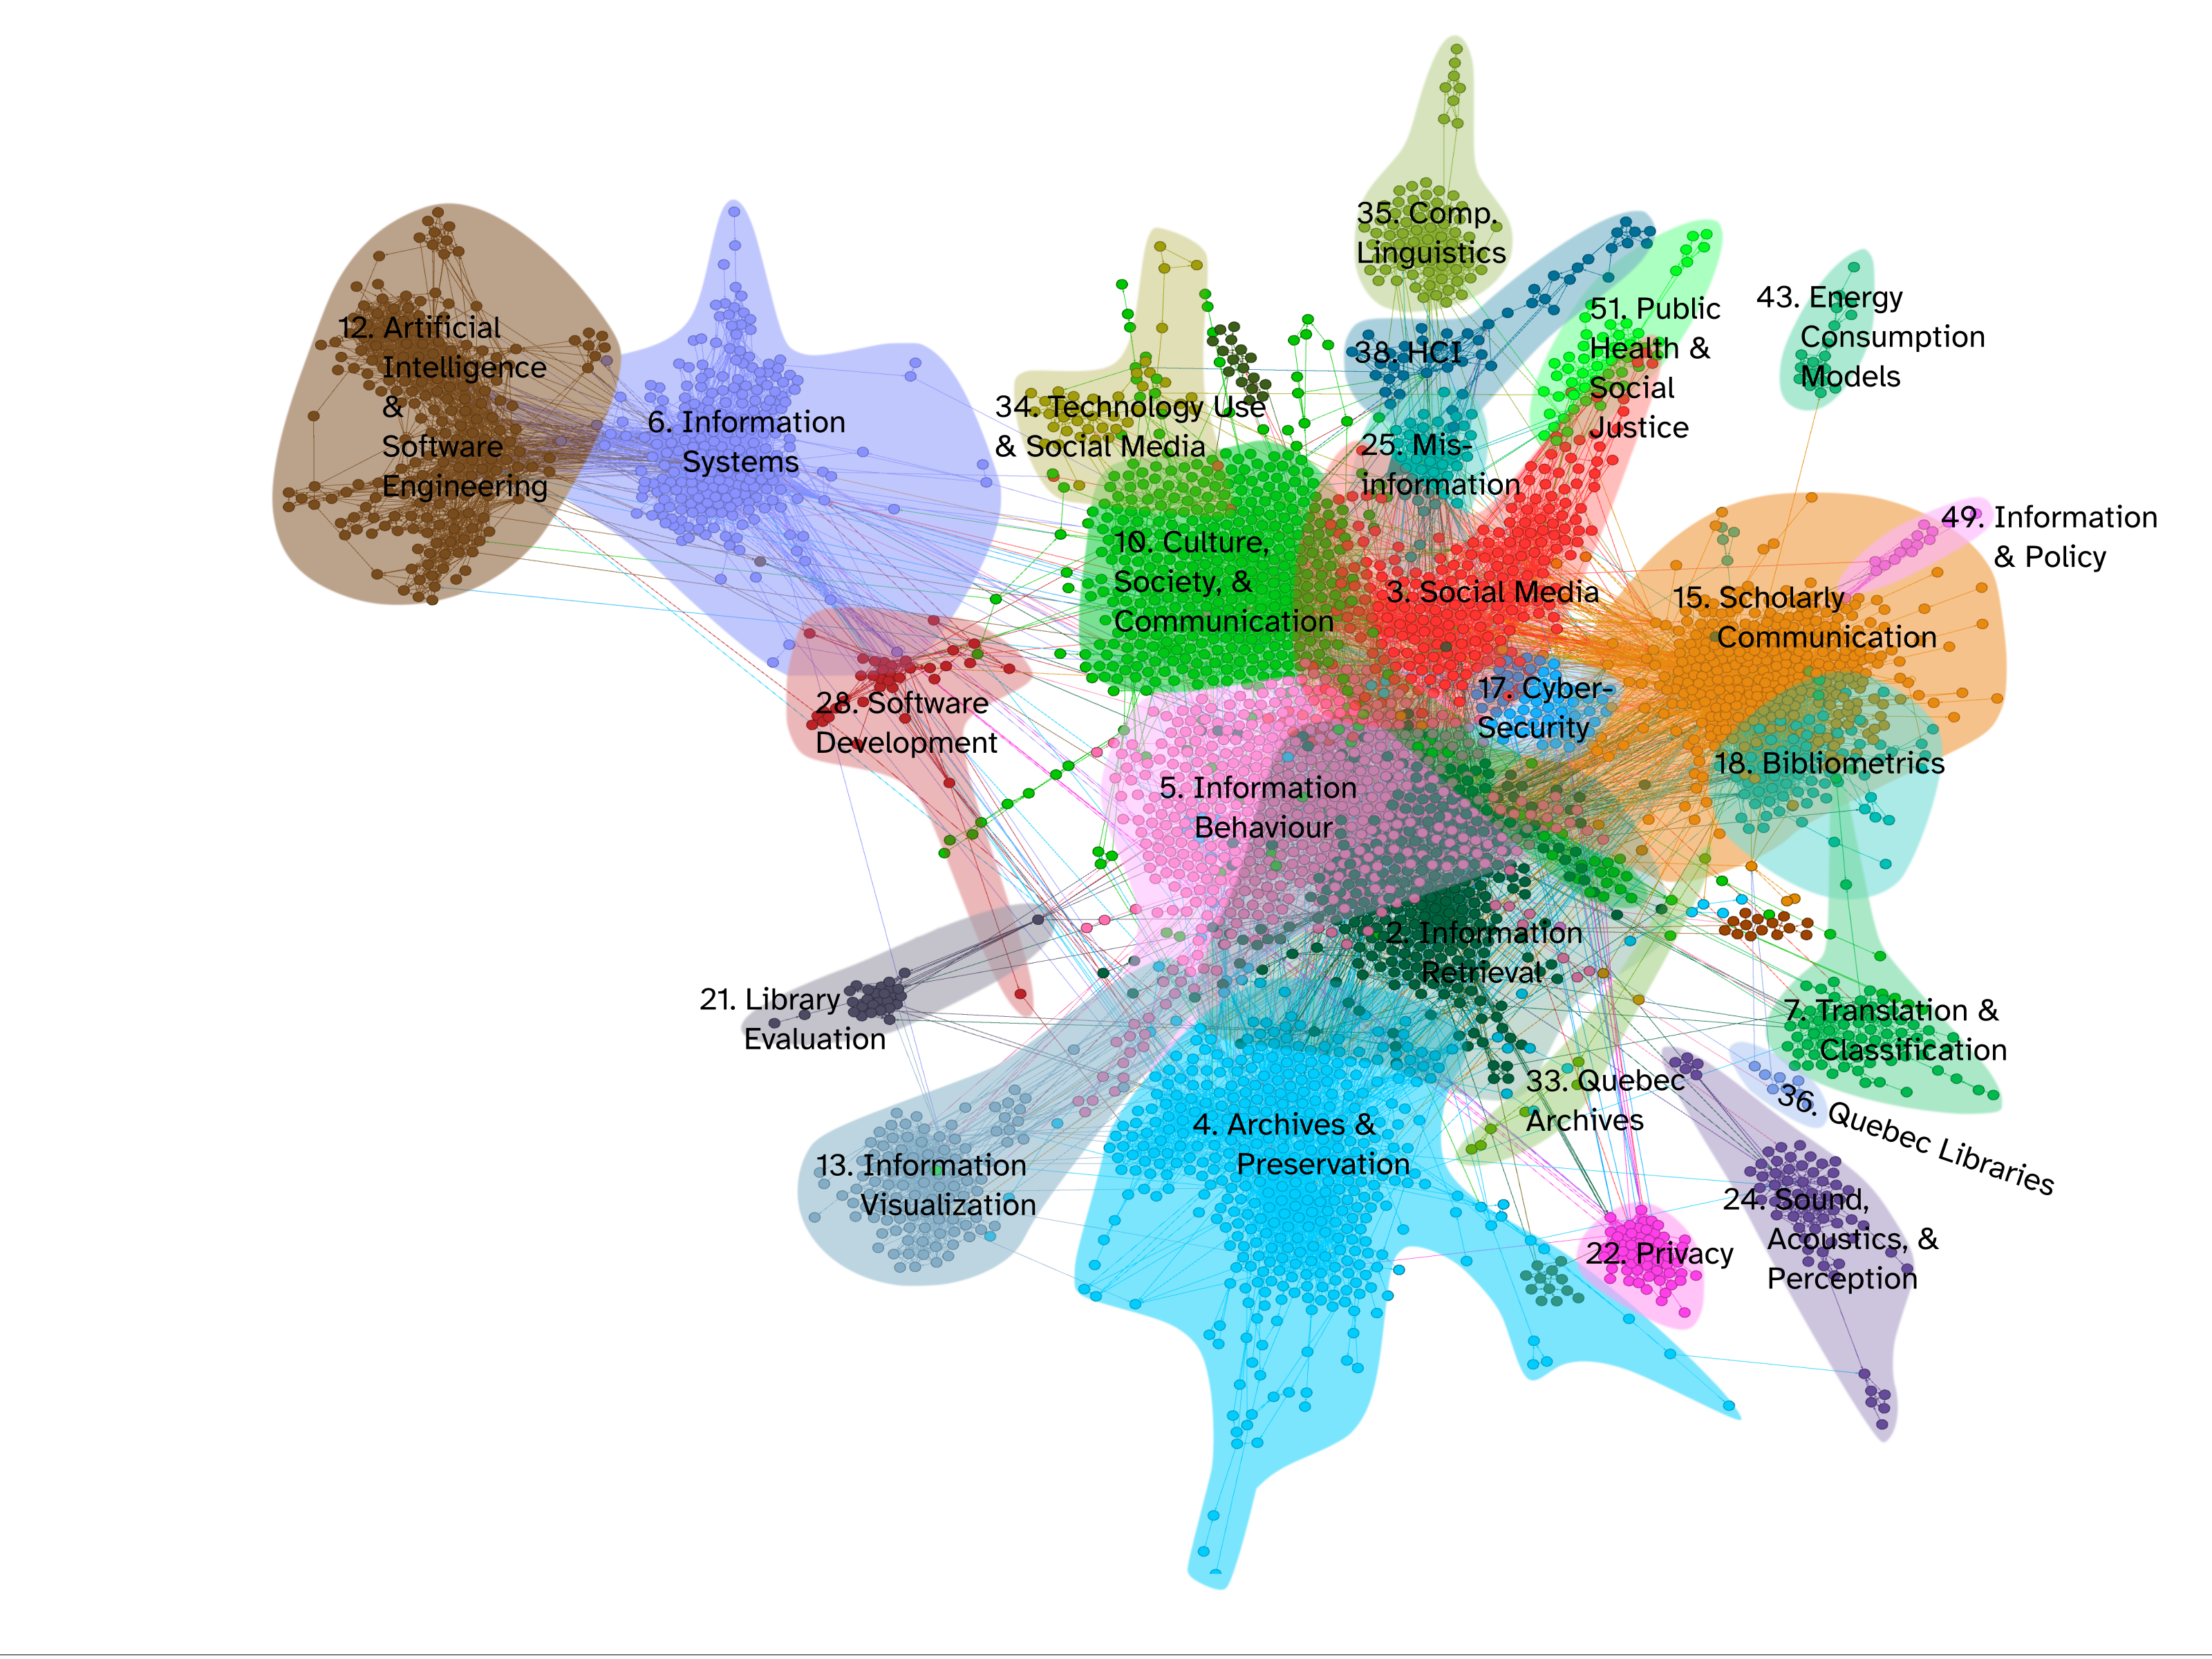 35. Comp.
Linguistics
12. Artificial
Intelligence
&
Software
Engineering
6. Information
Systems
34. Technology Use
& Social Media
38. HCI
51. Public
Health &
Social
Justice
43. Energy
Consumption
Models
25. Mis-
information
10. Culture,
Society, &
Communication
3. Social Media
15. Scholarly
Communication
49. Information
& Policy
28. Software
Development
17. Cyber-
Security
18. Bibliometrics
5. Information
Behaviour
2. Information
Retrieval
21. Library
Evaluation
7. Translation &
Classification
33. Quebec
Archives
36. Quebec Libraries
4. Archives &
Preservation
13. Information
Visualization
22. Privacy
24. Sound,
Acoustics, &
Perception